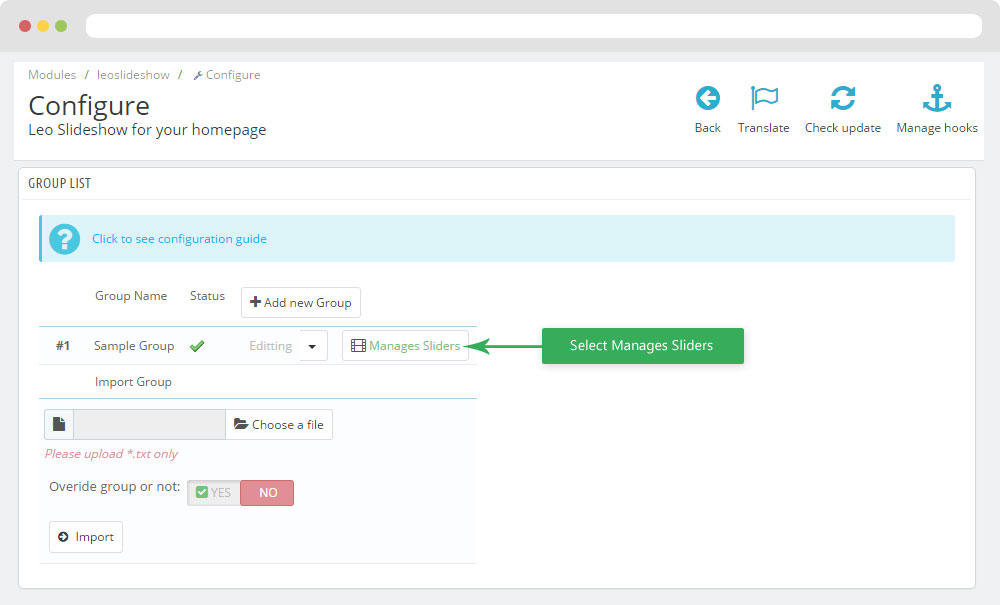 Modules / leoslideshow / Configure
Configure
Leo Slideshow for your homepage
Back Translate Check update Manage hooks
GROUP LIST
? Click to see configuration guide
Group Name Status Add new Group
#1 Sample Group Editting Manages Sliders Select Manages Sliders
Import Group
Choose a file
Please upload *.txt only
Overide group or not: YES NO
Import